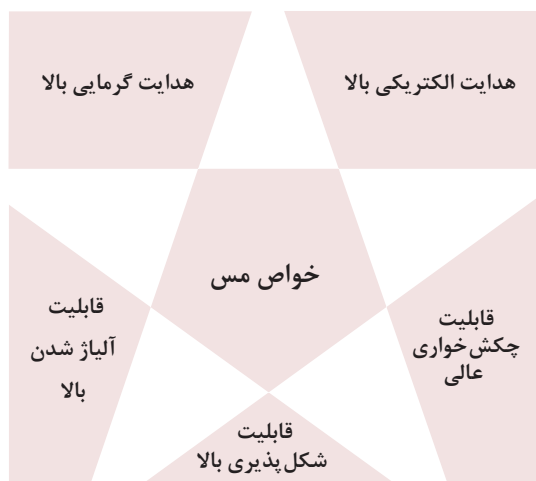 هدایت الکتریکی بالا
هدایت گرمایی بالا
خواص مس
قابلیت
چکش‌خواری
عالی
قابلیت
آلیاژ شدن
بالا
قابلیت
شکل‌پذیری بالا